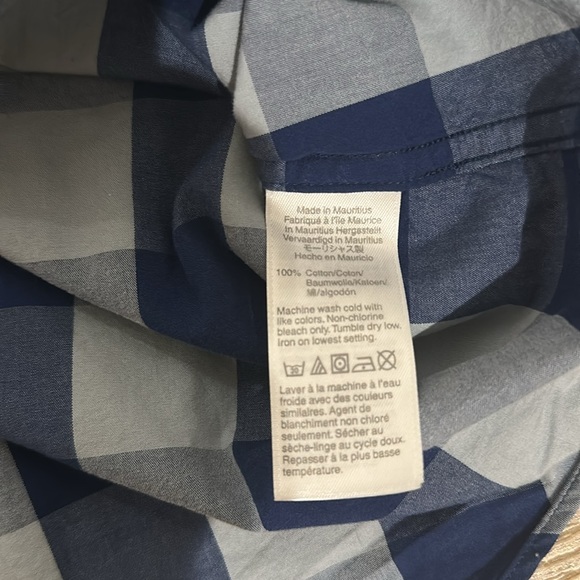 Made in Mauritius
Fabriqué à l'île Maurice
In Mauritius Hergestellt
Vervaardigd in Mauritius
モーリシャス製
Hecho en Mauricio
100% Cotton/Coton/
Baumwolle/Katoen/
綿/algodón
Machine wash cold with
like colors. Non-chlorine
bleach only. Tumble dry low.
Iron on lowest setting.
30
Laver à la machine à l'eau
froide avec des couleurs
similaires. Agent de
blanchiment non chloré
seulement. Sécher au
sèche-linge au cycle doux.
Repasser à la plus basse
température.